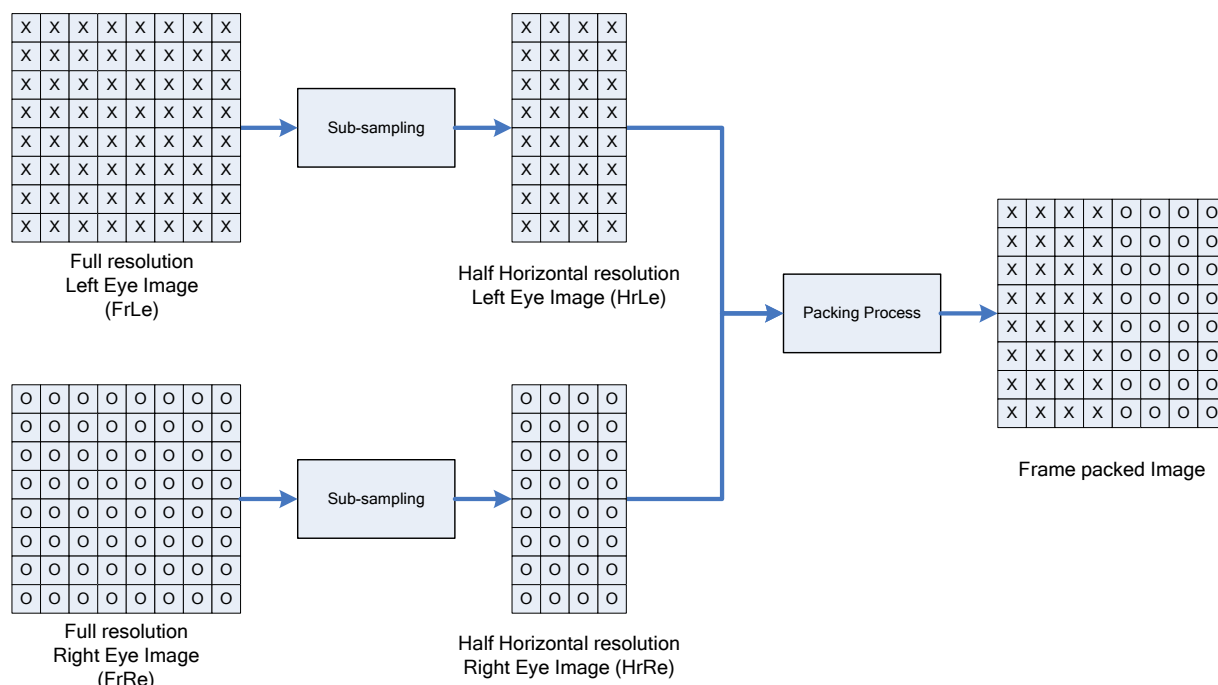 X X X X X X X X
X X X X X X X X
X X X X X X X X
X X X X X X X X
X X X X X X X X
X X X X X X X X
X X X X X X X X
X X X X X X X X
Full resolution
Left Eye Image
(FrLe)
Sub-sampling
X X X X
X X X X
X X X X
X X X X
X X X X
X X X X
X X X X
X X X X
Half Horizontal resolution
Left Eye Image (HrLe)
O O O O O O O O
O O O O O O O O
O O O O O O O O
O O O O O O O O
O O O O O O O O
O O O O O O O O
O O O O O O O O
O O O O O O O O
Full resolution
Right Eye Image
(FrRe)
Sub-sampling
O O O O
O O O O
O O O O
O O O O
O O O O
O O O O
O O O O
O O O O
Half Horizontal resolution
Right Eye Image (HrRe)
Packing Process
X X X X O O O O
X X X X O O O O
X X X X O O O O
X X X X O O O O
X X X X O O O O
X X X X O O O O
X X X X O O O O
X X X X O O O O
Frame packed Image